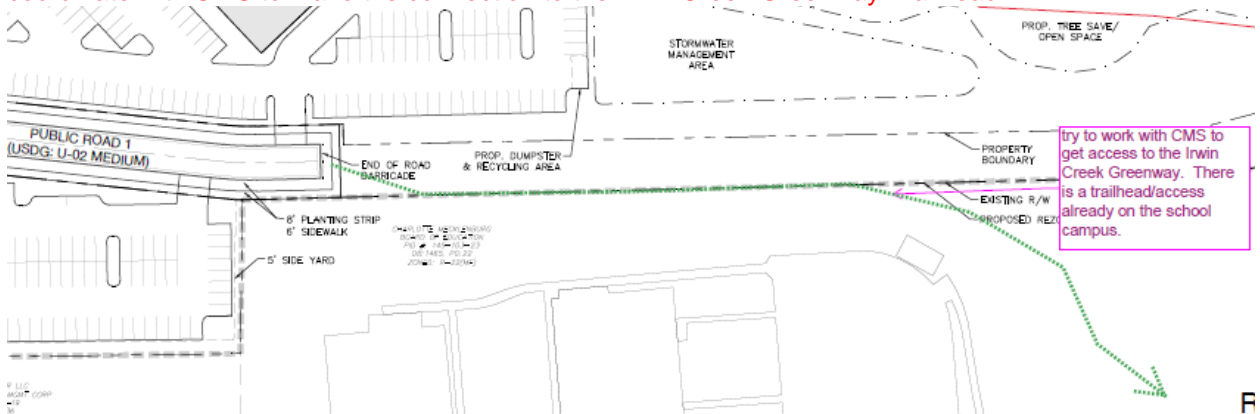 PROP. TREE SAVE/
OPEN SPACE
STORMWATER
MANAGEMENT
AREA
PUBLIC ROAD 1
(USDG: U-02 MEDIUM)
END OF ROAD
BARRICADE
PROP. DUMPSTER
& RECYCLING AREA
PROPERTY
BOUNDARY
try to work with CMS to
get access to the Irwin
Creek Greenway. There
is a trailhead/access
already on the school
campus.
EXISTING R/W
PROPOSED REZO
8' PLANTING STRIP
6' SIDEWALK
CHARLOTTE MECKLENBURG
BOARD OF EDUCATION
5' SIDE YARD
LLC
MGMT CORP